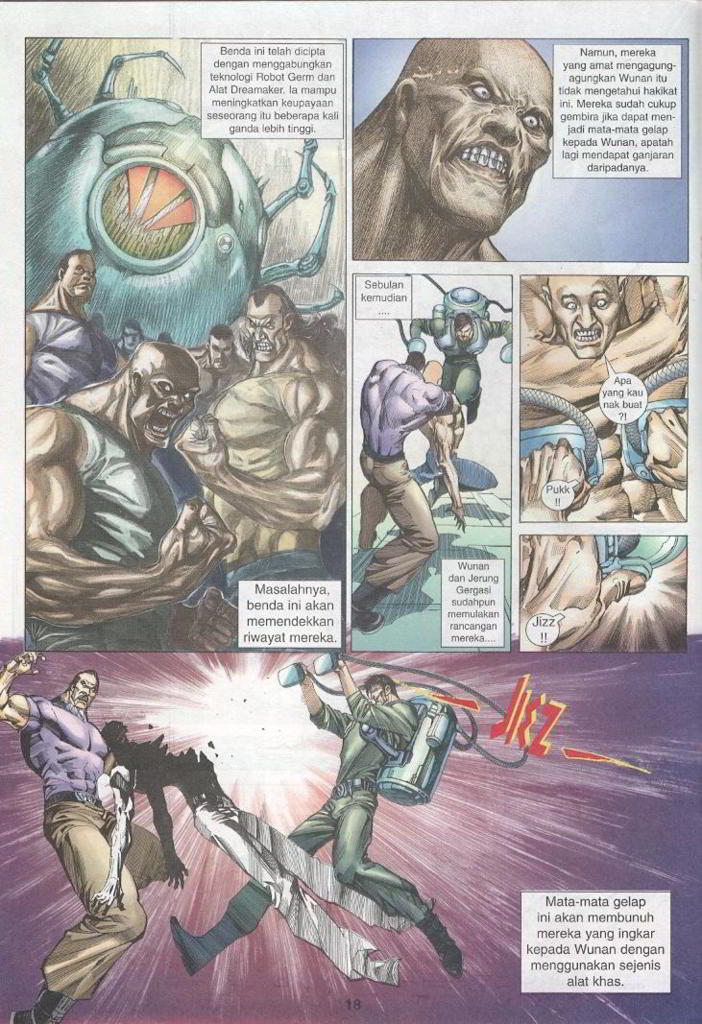 Benda ini telah dicipta
dengan menggabungkan
teknologi Robot Germ dan
Alat Dreamaker. Ia mampu
meningkatkan keupayaan
seseorang itu beberapa kali
ganda lebih tinggi.
Masalahnya,
benda ini akan
memendekkan
riwayat mereka.
Namun, mereka
yang amat mengagung-
agungkan Wunan itu
tidak mengetahui hakikat
ini. Mereka sudah cukup
gembira jika dapat men-
jadi mata-mata gelap
kepada Wunan, apatah
lagi mendapat ganjaran
daripadanya.
Sebulan
kemudian
....
Wunan
dan Jerung
Gergasi
sudahpun
memulakan
rancangan
mereka....
Apa
yang kau
nak buat
?!
Pukk
!!
Jizz
!!
JIZZ
Mata-mata gelap
ini akan membunuh
mereka yang ingkar
kepada Wunan dengan
menggunakan sejenis
alat khas.
18